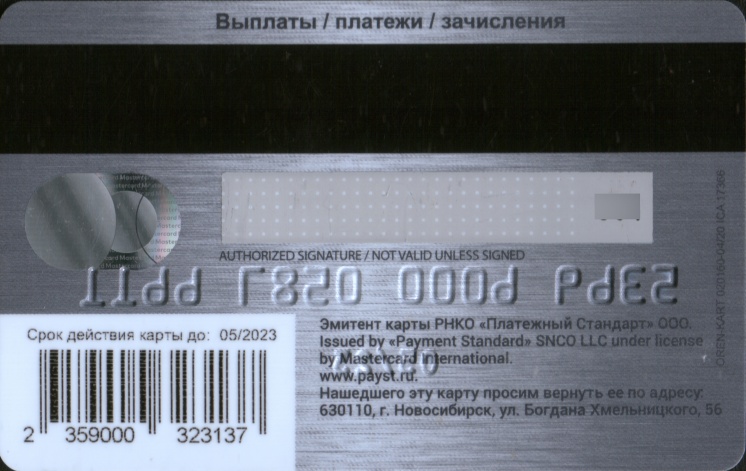 Выплаты / платежи / зачисления
AUTHORIZED SIGNATURE / NOT VALID UNLESS SIGNED
Срок действия карты до: 05/2023
2 359000 323137
Эмитент карты РНКО «Платежный Стандарт» ООО.
Issued by «Payment Standard» SNCO LLC under license
by Mastercard International.
www.payst.ru.
Нашедшего эту карту просим вернуть ее по адресу:
630110, г. Новосибирск, ул. Богдана Хмельницкого, 56